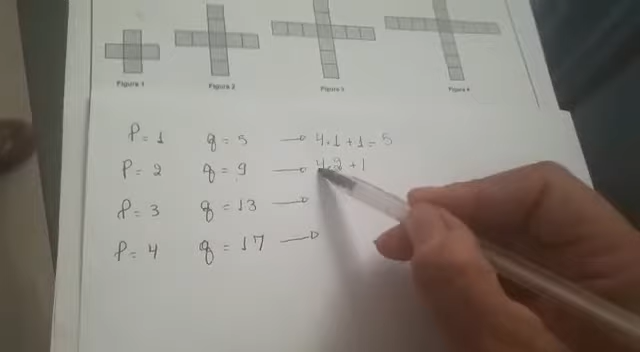 Figura 1 Figura 2 Figura 3 Figura 4
P = 1 q = 5 → 4.1 + 1 = 5
P = 2 q = 9 → 4.2 + 1
P = 3 q = 13 →
P = 4 q = 17 →